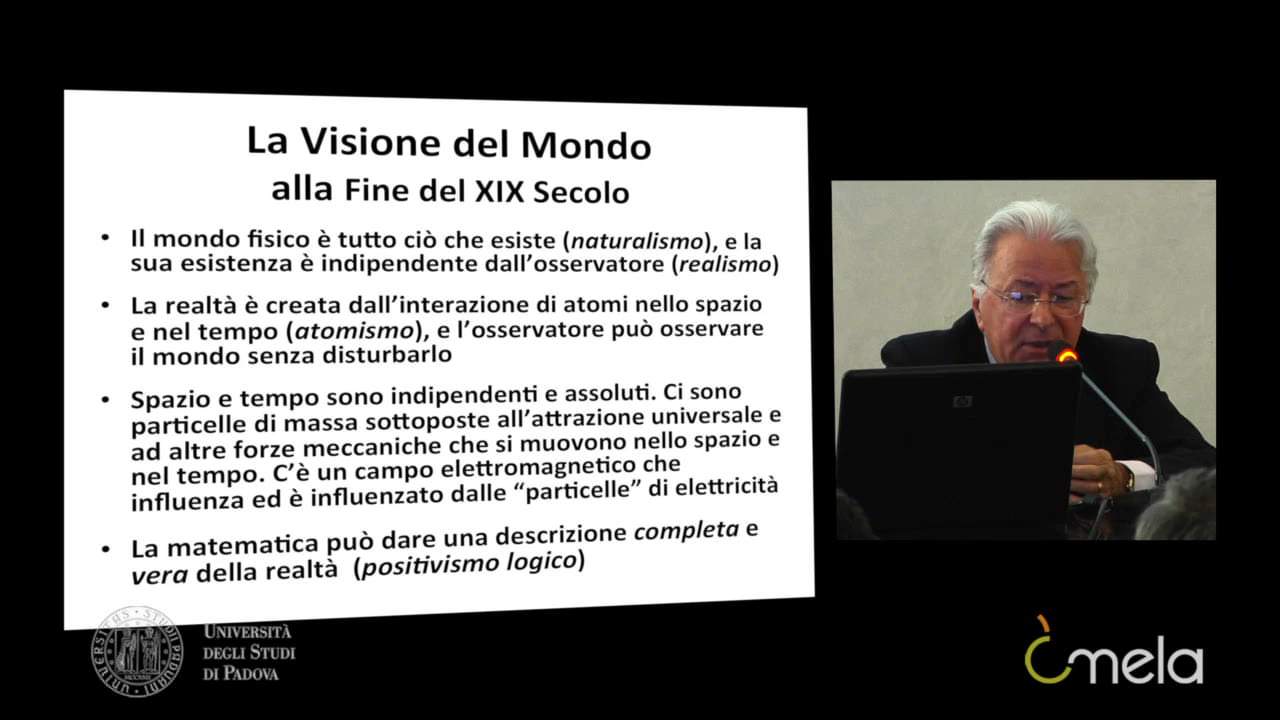 La Visione del Mondo
alla Fine del XIX Secolo
• Il mondo fisico è tutto ciò che esiste (naturalismo), e la
sua esistenza è indipendente dall'osservatore (realismo)
• La realtà è creata dall'interazione di atomi nello spazio
e nel tempo (atomismo), e l'osservatore può osservare
il mondo senza disturbarlo
• Spazio e tempo sono indipendenti e assoluti. Ci sono
particelle di massa sottoposte all'attrazione universale e
ad altre forze meccaniche che si muovono nello spazio e
nel tempo. C'è un campo elettromagnetico che
influenza ed è influenzato dalle “particelle” di elettricità
• La matematica può dare una descrizione completa e
vera della realtà (positivismo logico)
hp
UNIVERSITÀ
DEGLI STUDI
DI PADOVA
mela